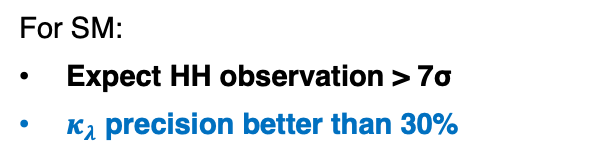 For SM:
• Expect HH observation > 7σ
• κλ precision better than 30%